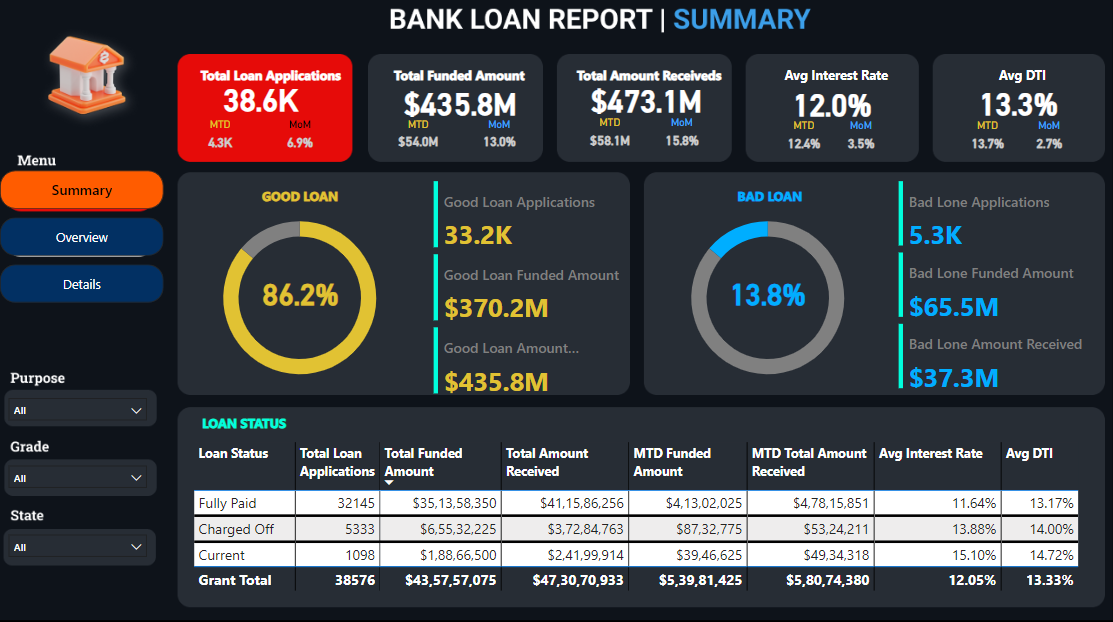 BANK LOAN REPORT | SUMMARY
Total Loan Applications
38.6K
MTD MoM
4.3K 6.9%
Total Funded Amount
$435.8M
MTD MoM
$54.0M 13.0%
Total Amount Receiveds
$473.1M
MTD MoM
$58.1M 15.8%
Avg Interest Rate
12.0%
MTD MoM
12.4% 3.5%
Avg DTI
13.3%
MTD MoM
13.7% 2.7%
Menu
Summary
Overview
Details
Purpose
All
Grade
All
State
All
GOOD LOAN
86.2%
Good Loan Applications
33.2K
Good Loan Funded Amount
$370.2M
Good Loan Amount...
$435.8M
BAD LOAN
13.8%
Bad Lone Applications
5.3K
Bad Lone Funded Amount
$65.5M
Bad Lone Amount Received
$37.3M
LOAN STATUS
Loan Status Total Loan Applications Total Funded Amount Total Amount Received MTD Funded Amount MTD Total Amount Received Avg Interest Rate Avg DTI
Fully Paid 32145 $35,13,58,350 $41,15,86,256 $4,13,02,025 $4,78,15,851 11.64% 13.17%
Charged Off 5333 $6,55,32,225 $3,72,84,763 $87,32,775 $53,24,211 13.88% 14.00%
Current 1098 $1,88,66,500 $2,41,99,914 $39,46,625 $49,34,318 15.10% 14.72%
Grant Total 38576 $43,57,57,075 $47,30,70,933 $5,39,81,425 $5,80,74,380 12.05% 13.33%